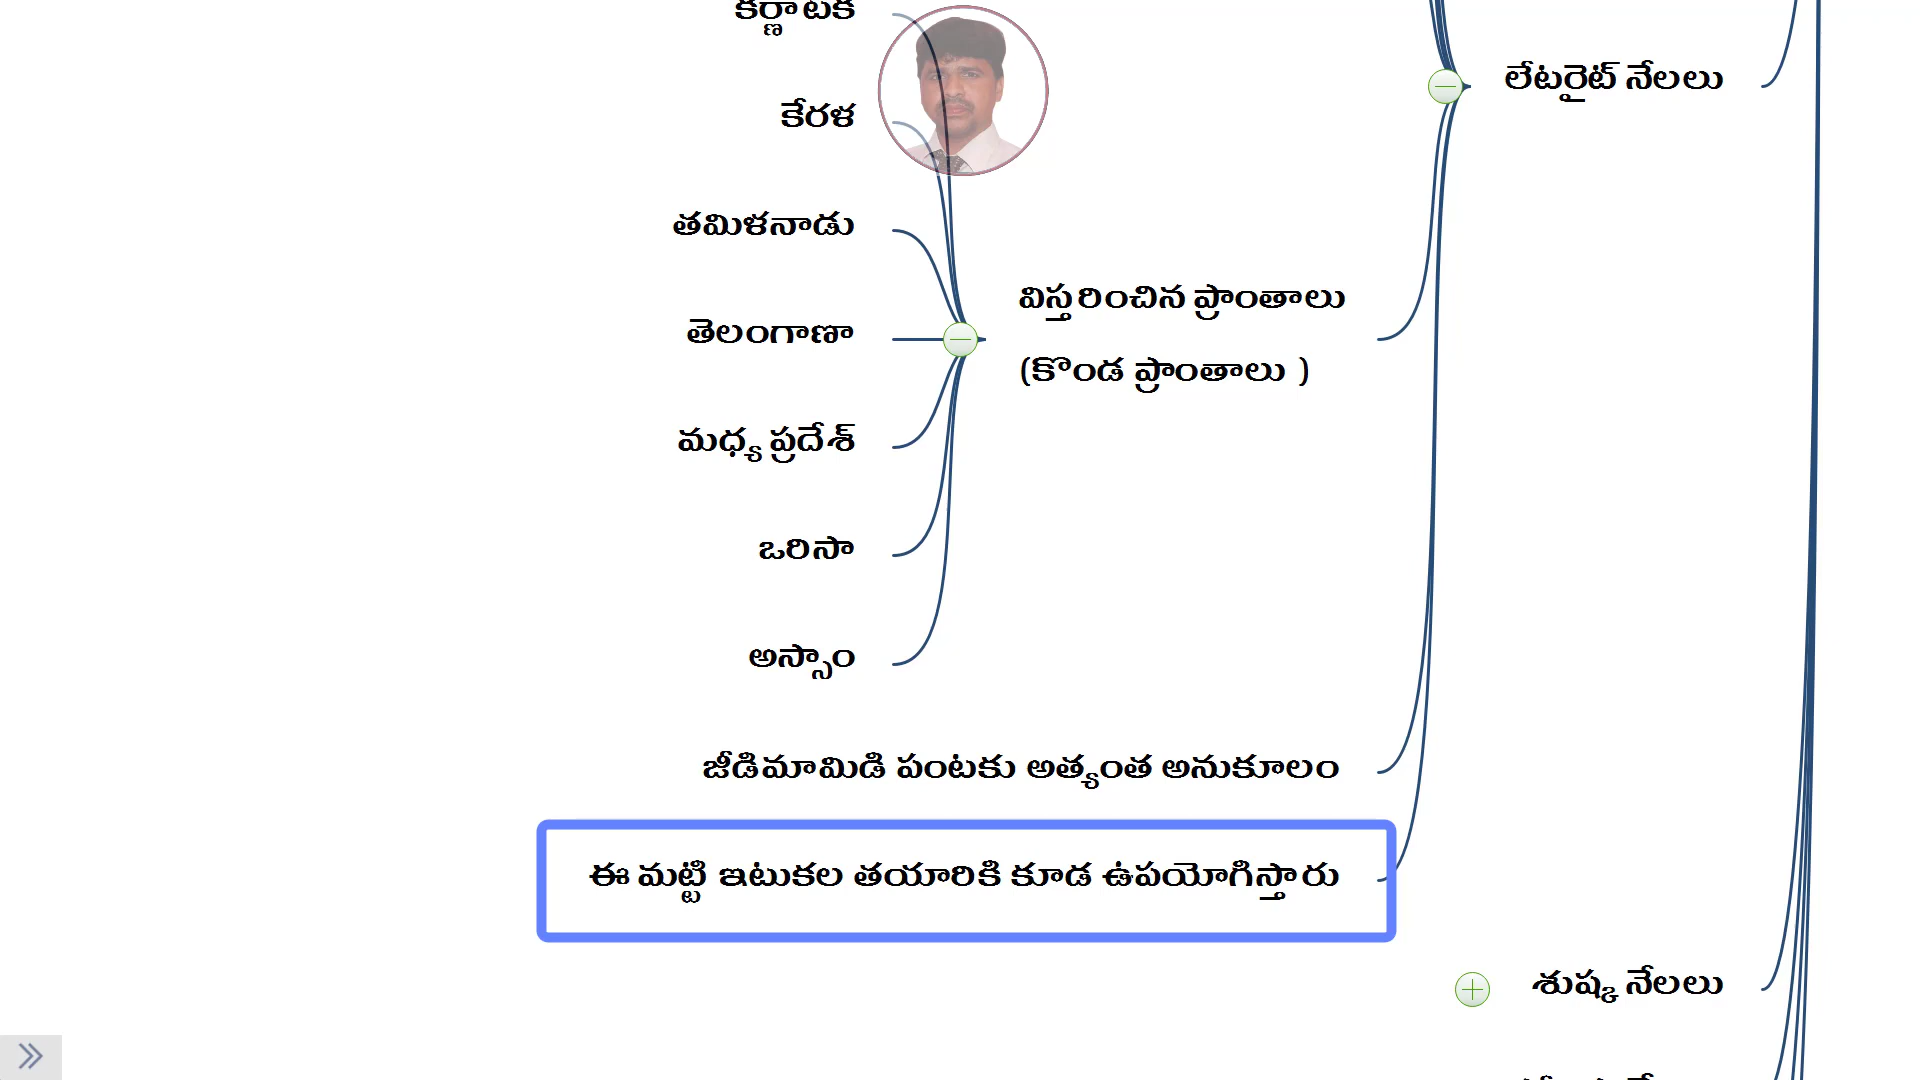 కర్ణాటక
లేటరైట్ నేలలు
కేరళ
తమిళనాడు
విస్తరించిన ప్రాంతాలు
తెలంగాణా
(కొండ ప్రాంతాలు )
మధ్య ప్రదేశ్
ఒరిసా
అస్సాం
జీడిమామిడి పంటకు అత్యంత అనుకూలం
ఈ మట్టి ఇటుకల తయారికి కూడ ఉపయోగిస్తారు
శుష్క నేలలు